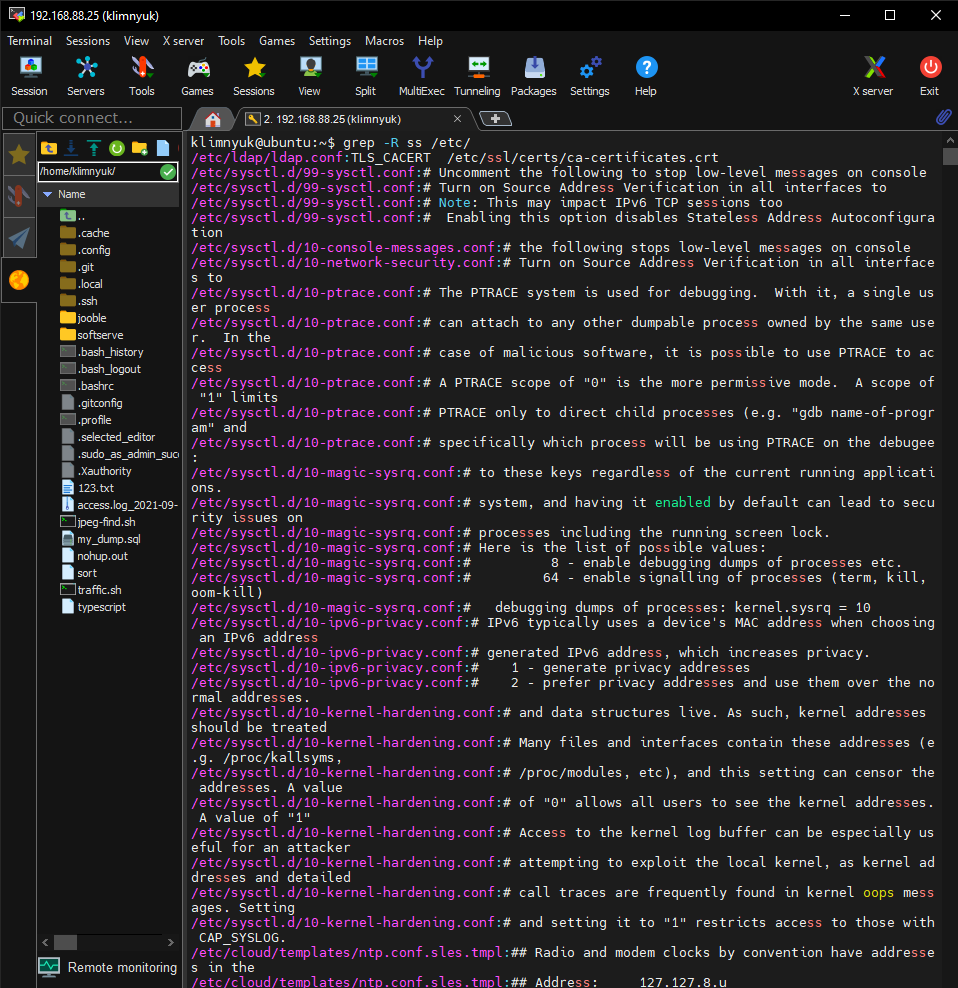 192.168.88.25 (klimnyuk)
Terminal Sessions View X server Tools Games Settings Macros Help
Session Servers Tools Games Sessions View Split MultiExec Tunneling Packages Settings Help X server Exit
Quick connect...
2. 192.168.88.25 (klimnyuk)
/home/klimnyuk/
Name
..
.cache
.config
.git
.local
.ssh
jooble
softserve
.bash_history
.bash_logout
.bashrc
.gitconfig
.profile
.selected_editor
.sudo_as_admin_succ
.Xauthority
123.txt
access.log_2021-09-
jpeg-find.sh
my_dump.sql
nohup.out
sort
traffic.sh
typescript
Remote monitoring
klimnyuk@ubuntu:~$ grep -R ss /etc/
/etc/ldap/ldap.conf:TLS_CACERT  /etc/ssl/certs/ca-certificates.crt
/etc/sysctl.d/99-sysctl.conf:# Uncomment the following to stop low-level messages on console
/etc/sysctl.d/99-sysctl.conf:# Turn on Source Address Verification in all interfaces to
/etc/sysctl.d/99-sysctl.conf:# Note: This may impact IPv6 TCP sessions too
/etc/sysctl.d/99-sysctl.conf:#  Enabling this option disables Stateless Address Autoconfigura
tion
/etc/sysctl.d/10-console-messages.conf:# the following stops low-level messages on console
/etc/sysctl.d/10-network-security.conf:# Turn on Source Address Verification in all interface
s to
/etc/sysctl.d/10-ptrace.conf:# The PTRACE system is used for debugging.  With it, a single us
er process
/etc/sysctl.d/10-ptrace.conf:# can attach to any other dumpable process owned by the same use
r.  In the
/etc/sysctl.d/10-ptrace.conf:# case of malicious software, it is possible to use PTRACE to ac
cess
/etc/sysctl.d/10-ptrace.conf:# A PTRACE scope of "0" is the more permissive mode.  A scope of
 "1" limits
/etc/sysctl.d/10-ptrace.conf:# PTRACE only to direct child processes (e.g. "gdb name-of-progr
am" and
/etc/sysctl.d/10-ptrace.conf:# specifically which process will be using PTRACE on the debugee
:
/etc/sysctl.d/10-magic-sysrq.conf:# to these keys regardless of the current running applicati
ons.
/etc/sysctl.d/10-magic-sysrq.conf:# system, and having it enabled by default can lead to secu
rity issues on
/etc/sysctl.d/10-magic-sysrq.conf:# processes including the running screen lock.
/etc/sysctl.d/10-magic-sysrq.conf:# Here is the list of possible values:
/etc/sysctl.d/10-magic-sysrq.conf:#          8 - enable debugging dumps of processes etc.
/etc/sysctl.d/10-magic-sysrq.conf:#         64 - enable signalling of processes (term, kill,
oom-kill)
/etc/sysctl.d/10-magic-sysrq.conf:#   debugging dumps of processes: kernel.sysrq = 10
/etc/sysctl.d/10-ipv6-privacy.conf:# IPv6 typically uses a device's MAC address when choosing
 an IPv6 address
/etc/sysctl.d/10-ipv6-privacy.conf:# generated IPv6 address, which increases privacy.
/etc/sysctl.d/10-ipv6-privacy.conf:#    1 - generate privacy addresses
/etc/sysctl.d/10-ipv6-privacy.conf:#    2 - prefer privacy addresses and use them over the no
rmal addresses.
/etc/sysctl.d/10-kernel-hardening.conf:# and data structures live. As such, kernel addresses
should be treated
/etc/sysctl.d/10-kernel-hardening.conf:# Many files and interfaces contain these addresses (e
.g. /proc/kallsyms,
/etc/sysctl.d/10-kernel-hardening.conf:# /proc/modules, etc), and this setting can censor the
 addresses. A value
/etc/sysctl.d/10-kernel-hardening.conf:# of "0" allows all users to see the kernel addresses.
 A value of "1"
/etc/sysctl.d/10-kernel-hardening.conf:# Access to the kernel log buffer can be especially us
eful for an attacker
/etc/sysctl.d/10-kernel-hardening.conf:# attempting to exploit the local kernel, as kernel ad
dresses and detailed
/etc/sysctl.d/10-kernel-hardening.conf:# call traces are frequently found in kernel oops mess
ages. Setting
/etc/sysctl.d/10-kernel-hardening.conf:# and setting it to "1" restricts access to those with
 CAP_SYSLOG.
/etc/cloud/templates/ntp.conf.sles.tmpl:## Radio and modem clocks by convention have addresse
s in the
/etc/cloud/templates/ntp.conf.sles.tmpl:## Address:     127.127.8.u